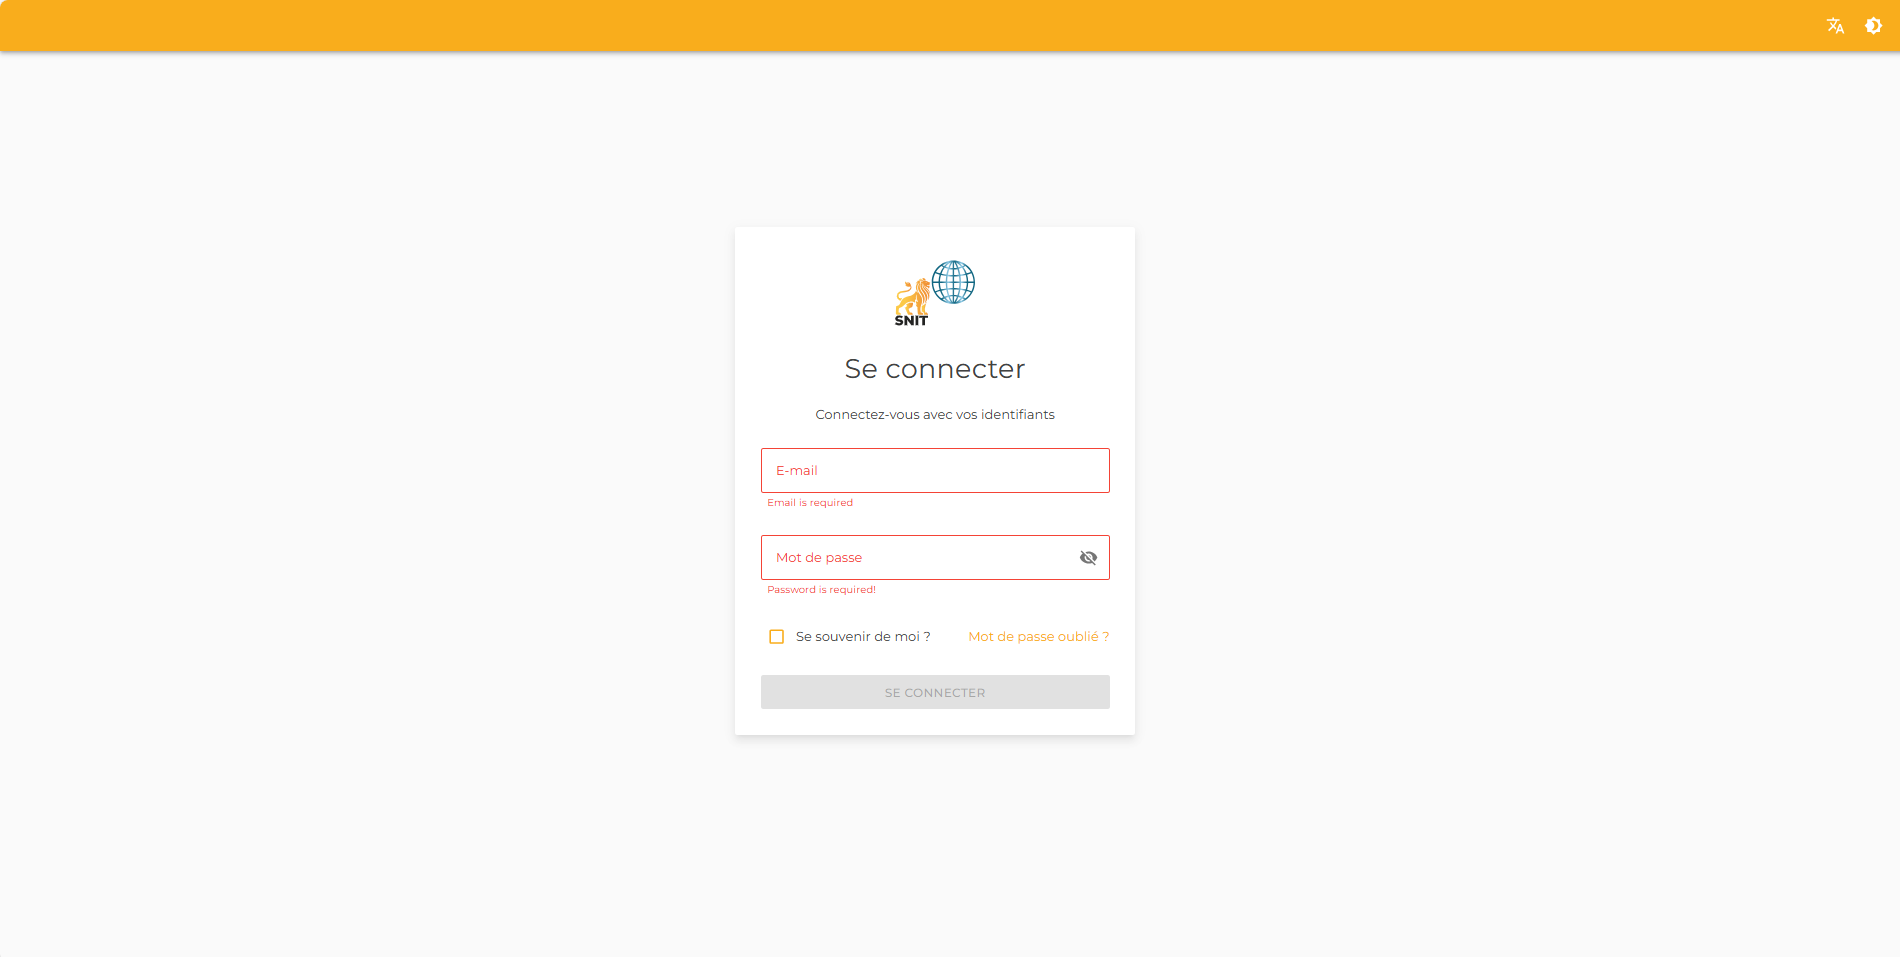 SNIT
Se connecter
Connectez-vous avec vos identifiants
E-mail
Email is required
Mot de passe
Password is required!
Se souvenir de moi ? Mot de passe oublié ?
SE CONNECTER